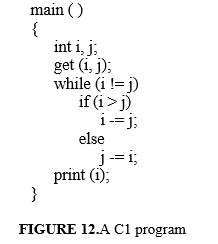 main ( )
{
int i, j;
get (i, j);
while (i != j)
if (i > j)
i -= j;
else
j -= i;
print (i);
}
FIGURE 12.A C1 program